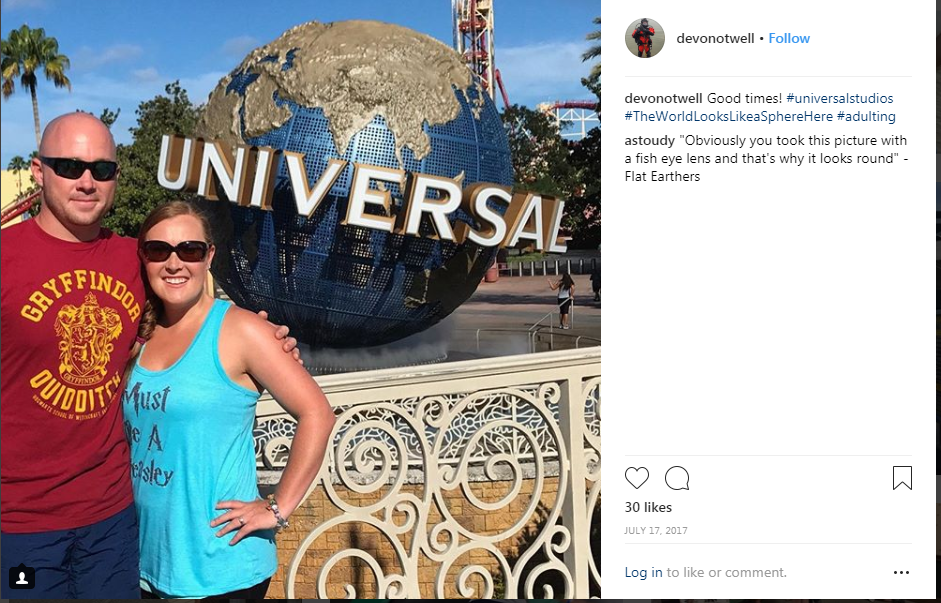 devonotwell • Follow
devonotwell Good times! #universalstudios
#TheWorldLooksLikeaSphereHere #adulting
astoudy "Obviously you took this picture with
a fish eye lens and that's why it looks round" -
Flat Earthers
UNIVERSAL
GRYFFINDOR
GRYFFINDOR
QUIDDITCH
Must
Be A
Weasley
30 likes
JULY 17, 2017
Log in to like or comment.